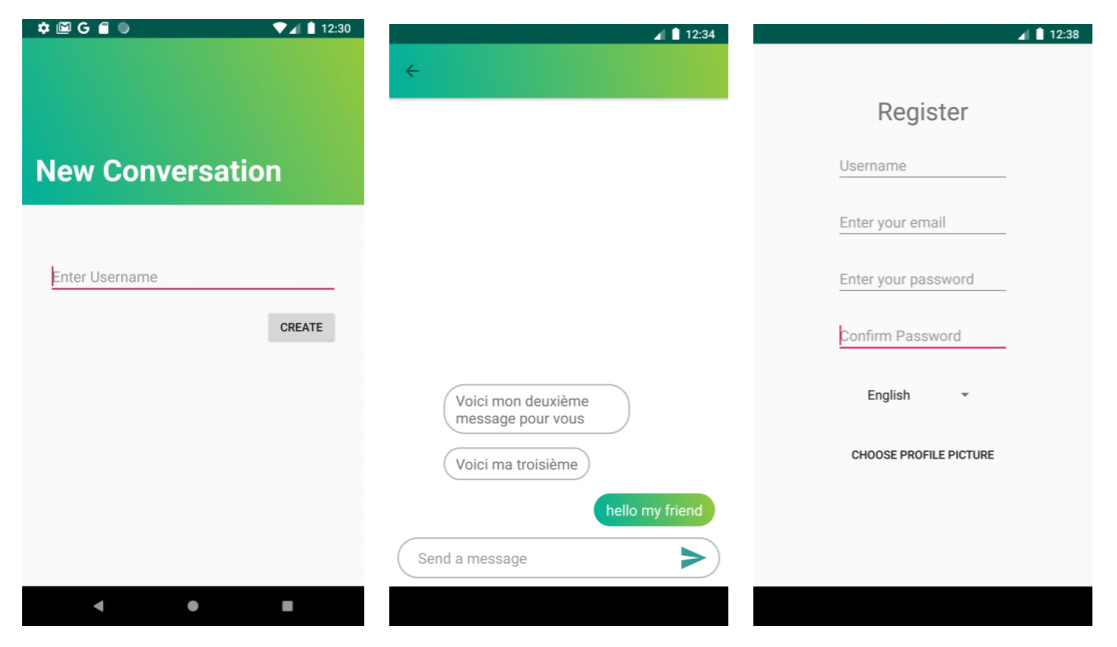 12:30
New Conversation
Enter Username
CREATE
12:34
Voici mon deuxième
message pour vous
Voici ma troisième
hello my friend
Send a message
12:38
Register
Username
Enter your email
Enter your password
Confirm Password
English
CHOOSE PROFILE PICTURE